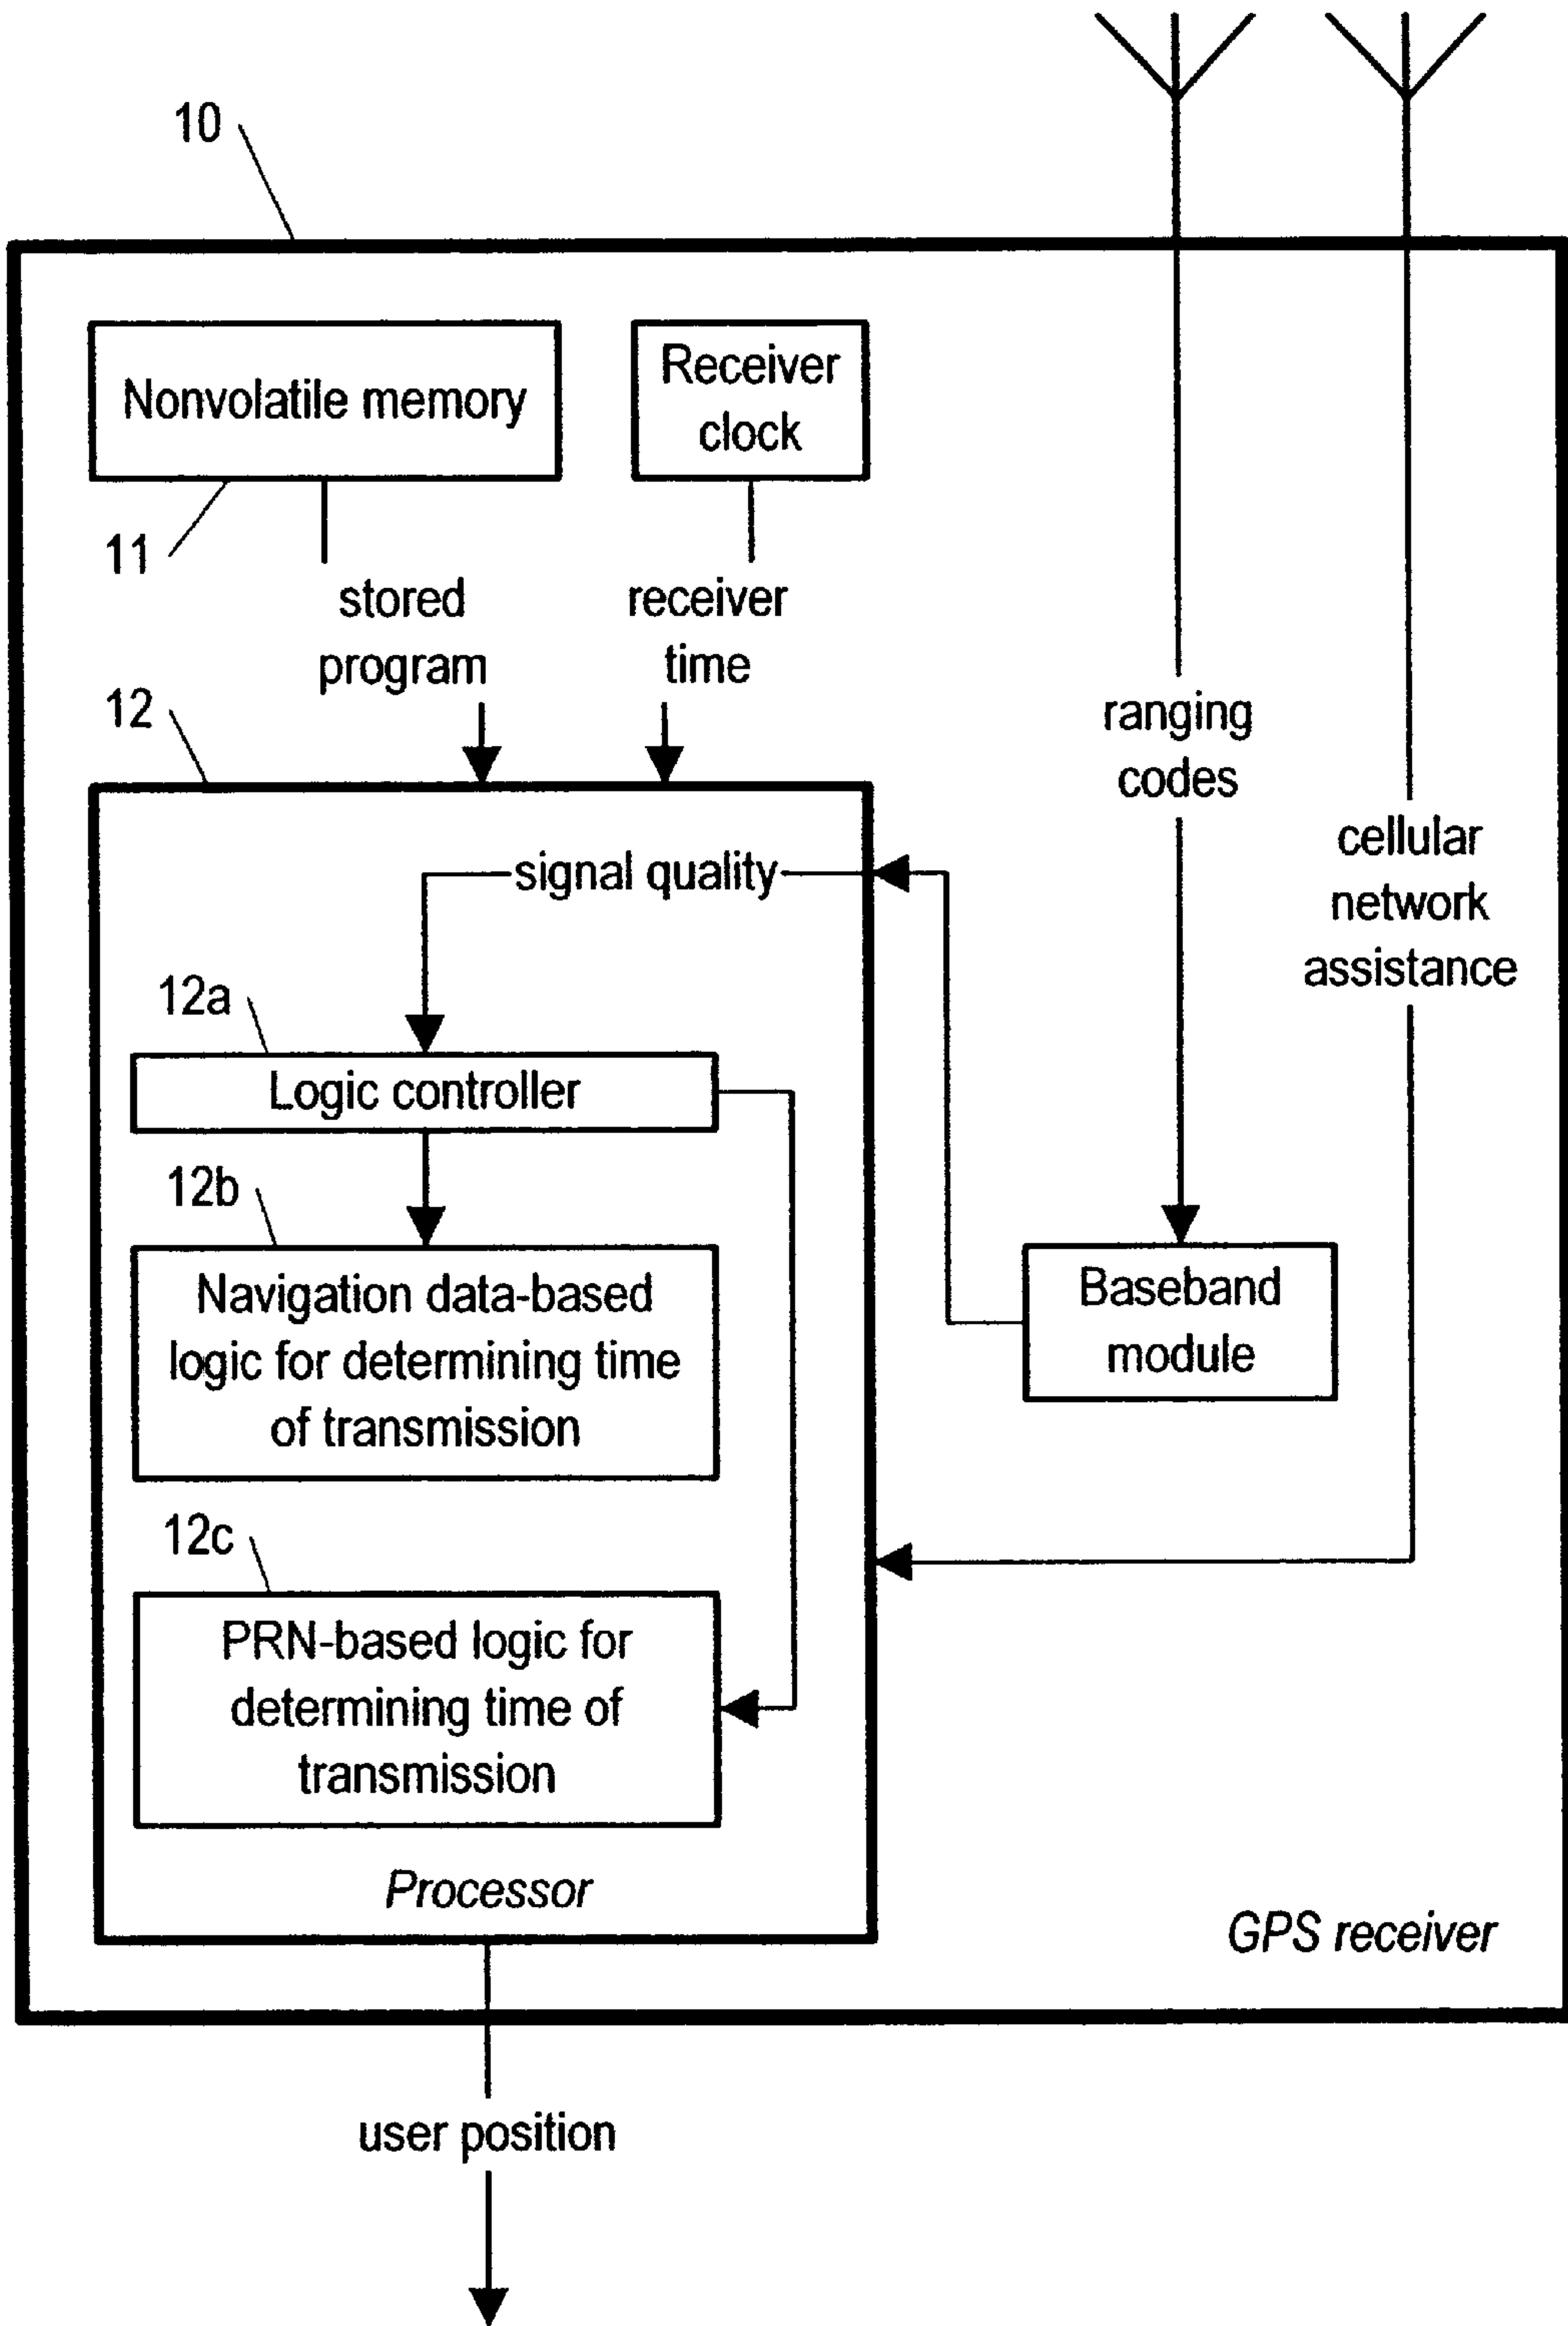 10
Nonvolatile memory
Receiver
clock
11
stored
program
receiver
time
12
ranging
codes
cellular
network
assistance
signal quality
12a
Logic controller
12b
Navigation data-based
logic for determining time
of transmission
Baseband
module
12c
PRN-based logic for
determining time of
transmission
Processor
GPS receiver
user position